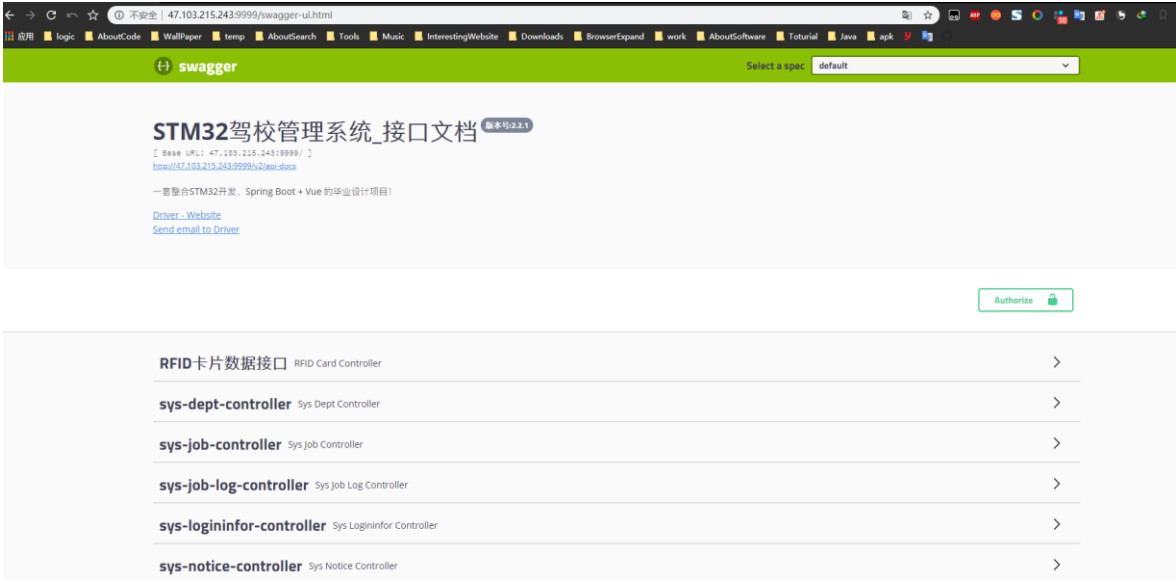 不安全 | 47.103.215.243:9999/swagger-ui.html
应用 logic AboutCode WallPaper temp AboutSearch Tools Music InterestingWebsite Downloads BrowserExpand work AboutSoftware Toturial Java apk
swagger
Select a spec default
STM32驾校管理系统_接口文档 版本号:2.2.1
[ Base URL: 47.103.215.243:9999/ ]
http://47.103.215.243:9999/v2/api-docs
一套整合STM32开发、Spring Boot + Vue 的毕业设计项目!
Driver - Website
Send email to Driver
Authorize
RFID卡片数据接口 RFID Card Controller
sys-dept-controller Sys Dept Controller
sys-job-controller Sys Job Controller
sys-job-log-controller Sys Job Log Controller
sys-logininfor-controller Sys Logininfor Controller
sys-notice-controller Sys Notice Controller